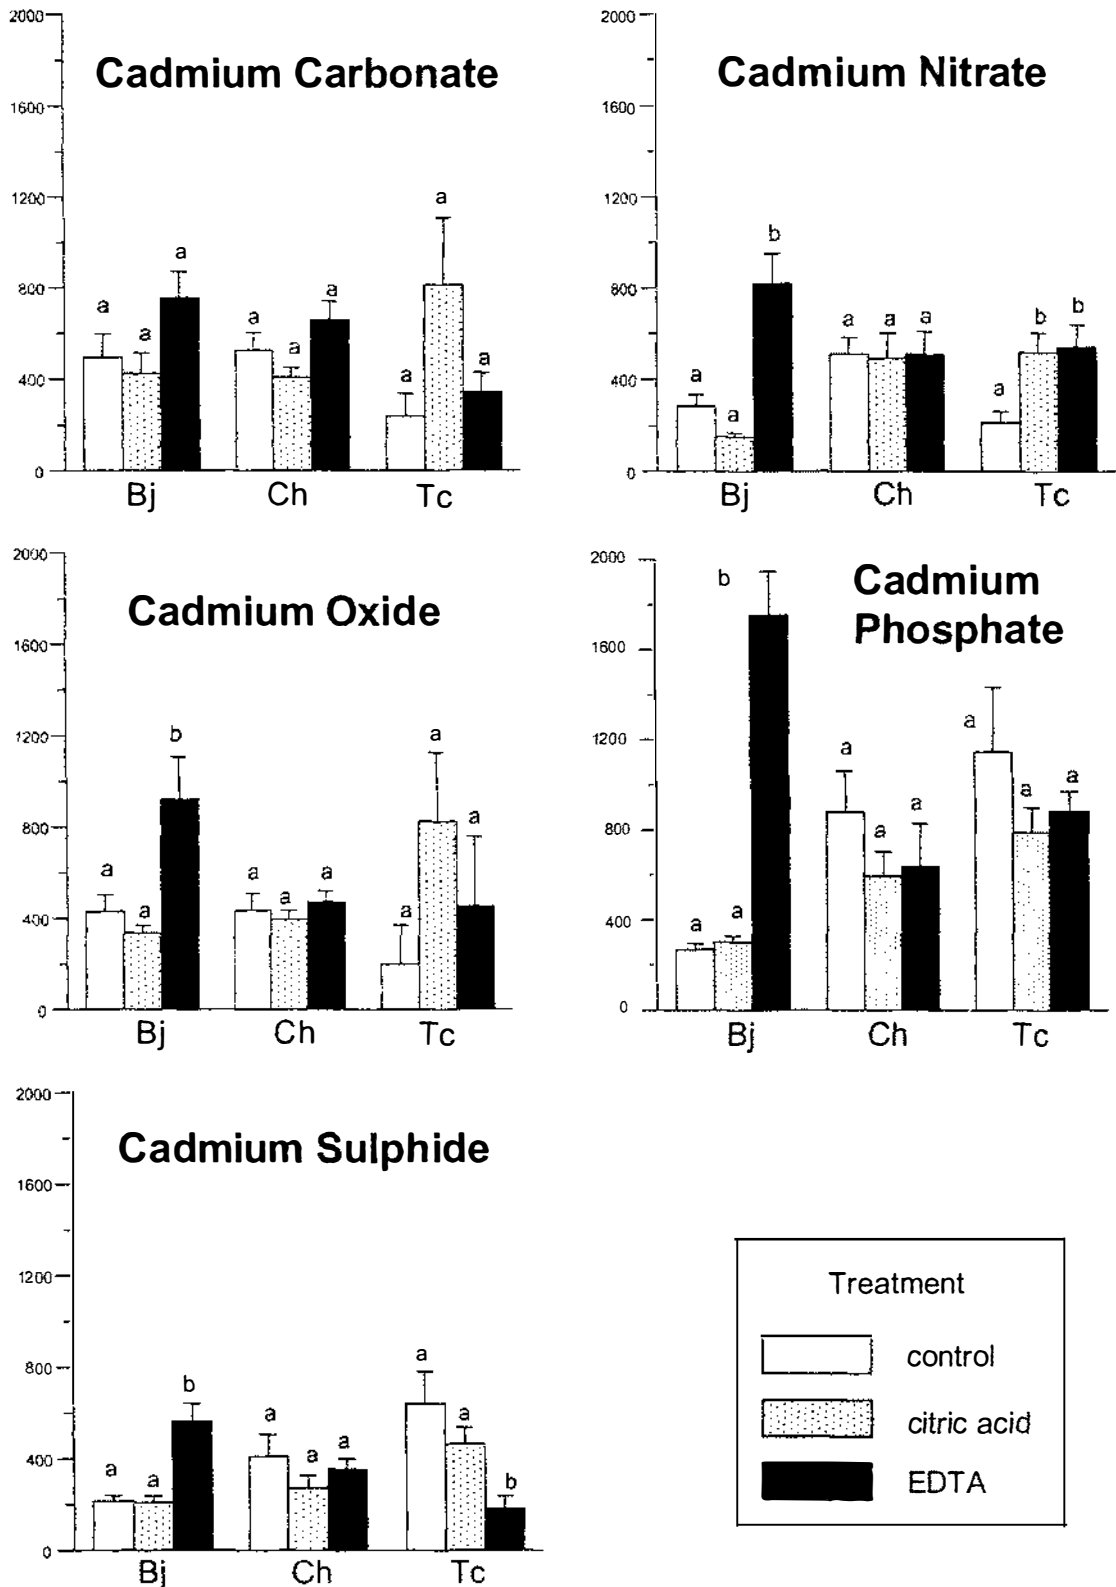 Cadmium Carbonate
2000
1600
1200
800
400
0
a
a
a
a
a
a
a
a
a
Bj
Ch
Tc
Cadmium Nitrate
2000
1600
1200
800
400
0
a
a
b
a
a
a
a
b
b
Bj
Ch
Tc
Cadmium Oxide
2000
1600
1200
800
400
0
a
a
b
a
a
a
a
a
a
Bj
Ch
Tc
Cadmium
Phosphate
2000
1600
1200
800
400
0
a
a
b
a
a
a
a
a
a
Bj
Ch
Tc
Cadmium Sulphide
2000
1600
1200
800
400
0
a
a
b
a
a
a
a
a
b
Bj
Ch
Tc
Treatment
control
citric acid
EDTA